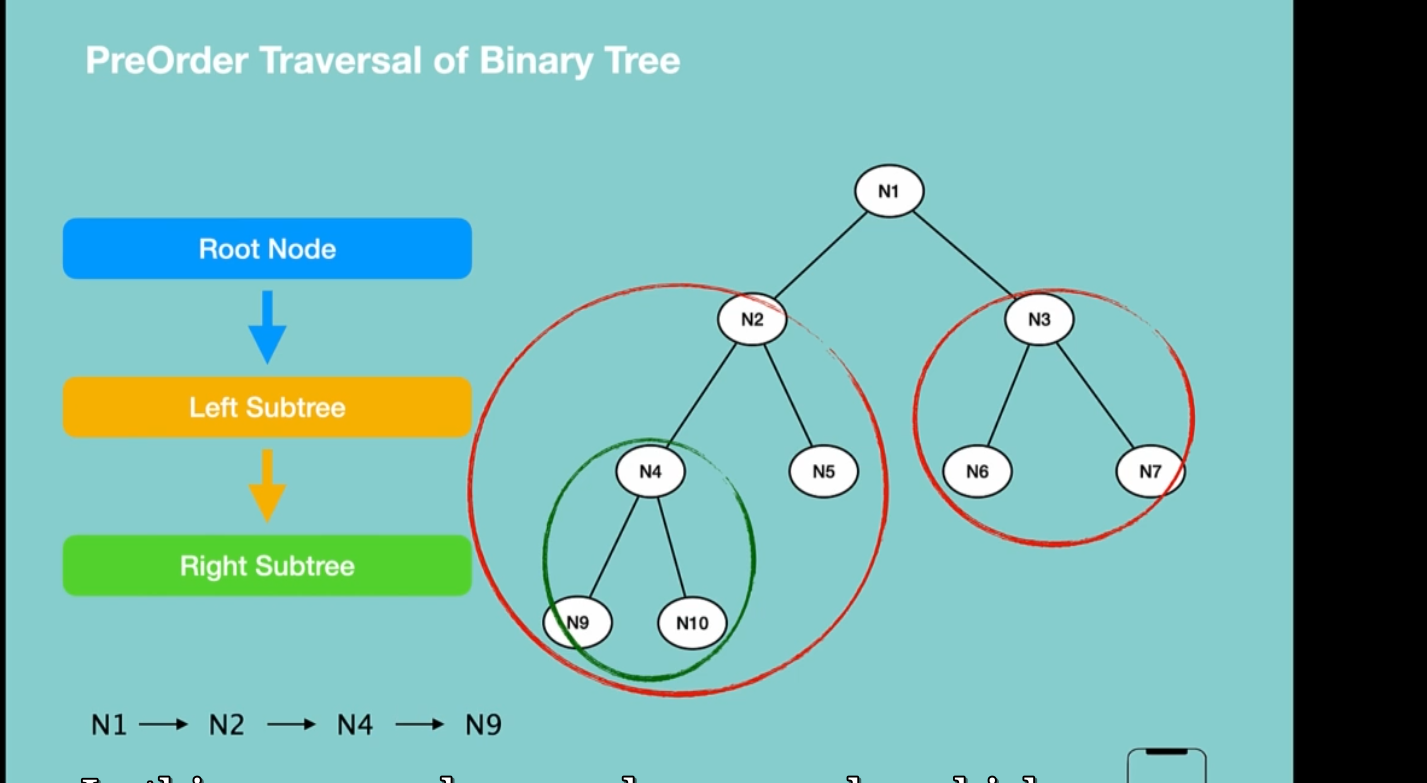 PreOrder Traversal of Binary Tree
Root Node
Left Subtree
Right Subtree
N1
N2
N3
N4
N5
N6
N7
N9
N10
N1 → N2 → N4 → N9